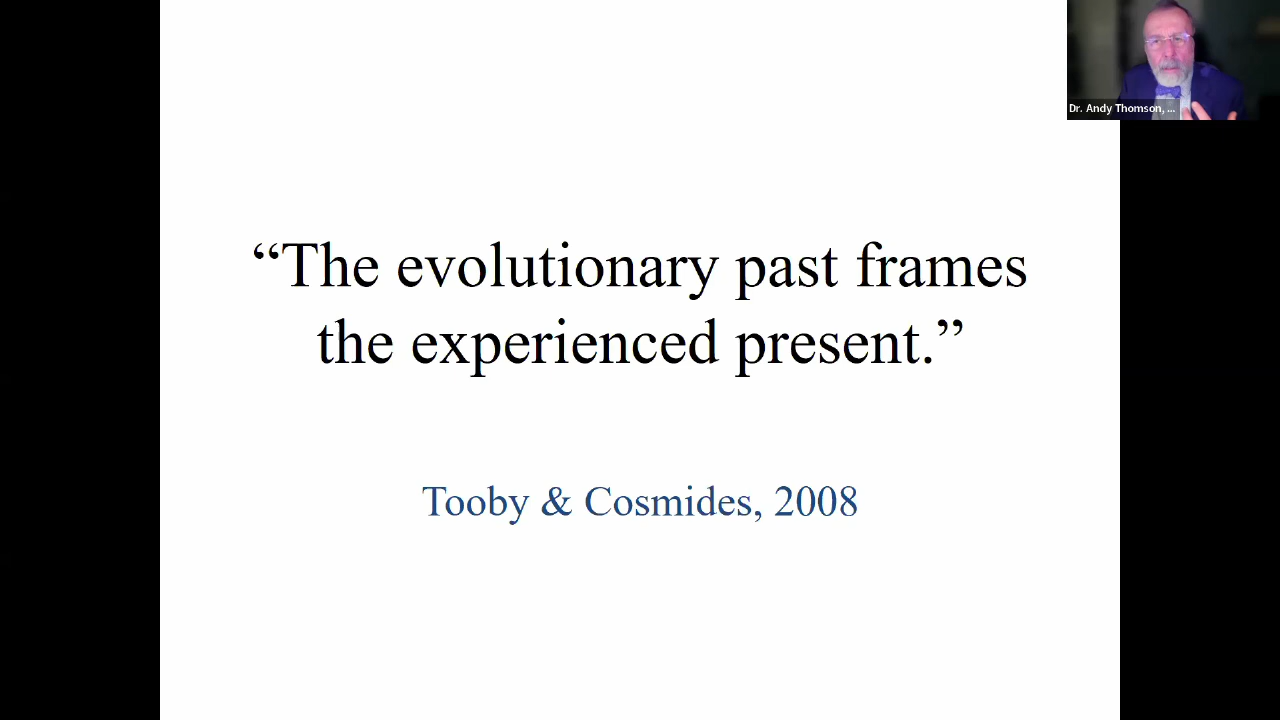 Dr. Andy Thomson, ...
“The evolutionary past frames
the experienced present.”
Tooby & Cosmides, 2008